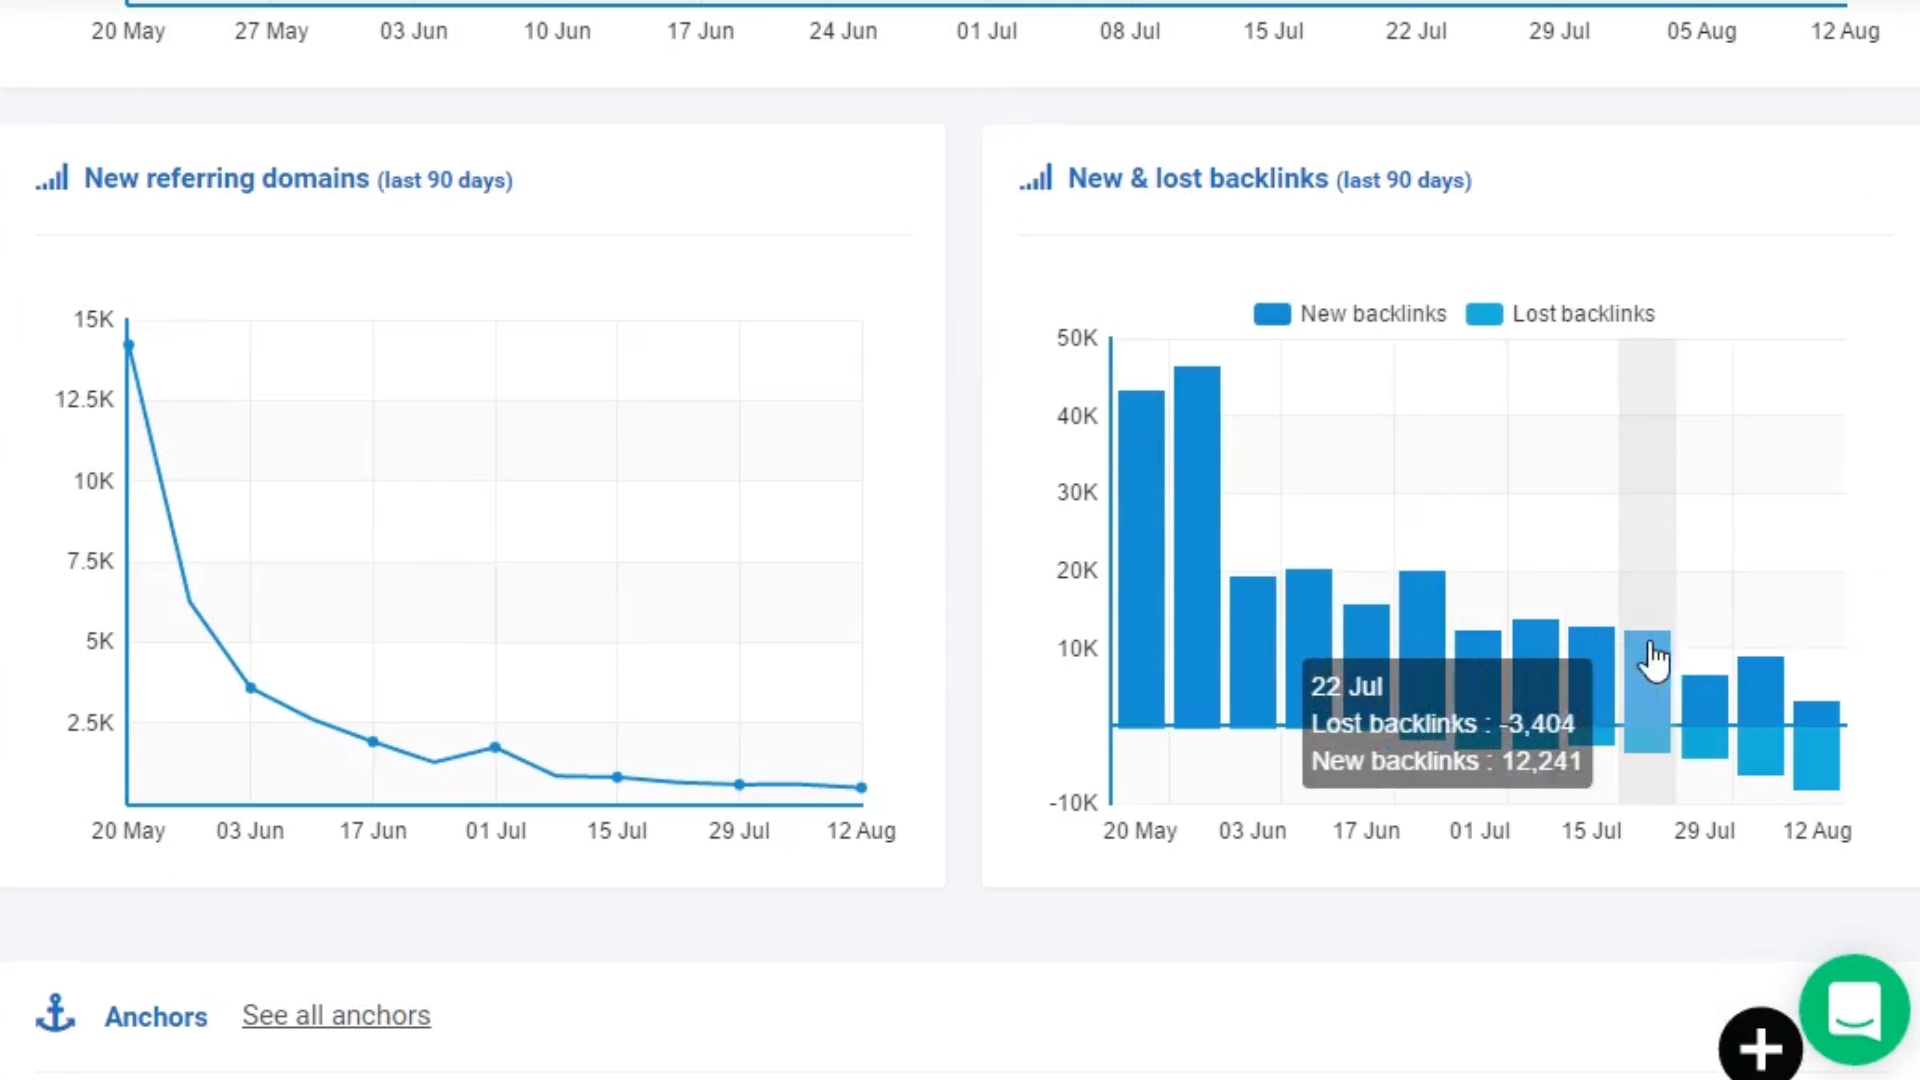 20 May 27 May 03 Jun 10 Jun 17 Jun 24 Jun 01 Jul 08 Jul 15 Jul 22 Jul 29 Jul 05 Aug 12 Aug
New referring domains (last 90 days)
15K
12.5K
10K
7.5K
5K
2.5K
20 May 03 Jun 17 Jun 01 Jul 15 Jul 29 Jul 12 Aug
New & lost backlinks (last 90 days)
New backlinks Lost backlinks
50K
40K
30K
20K
10K
-10K
22 Jul
Lost backlinks : -3,404
New backlinks : 12,241
20 May 03 Jun 17 Jun 01 Jul 15 Jul 29 Jul 12 Aug
Anchors See all anchors